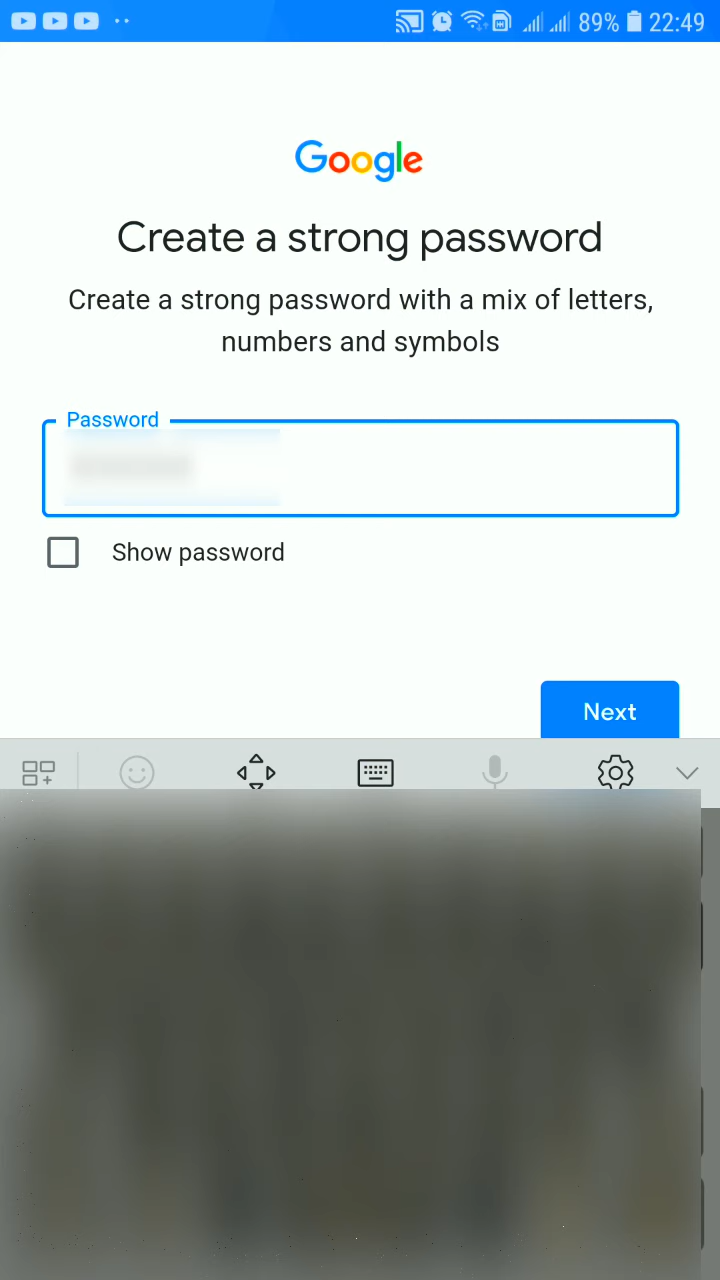 89% 22:49
Google
Create a strong password
Create a strong password with a mix of letters,
numbers and symbols
Password
Show password
Next